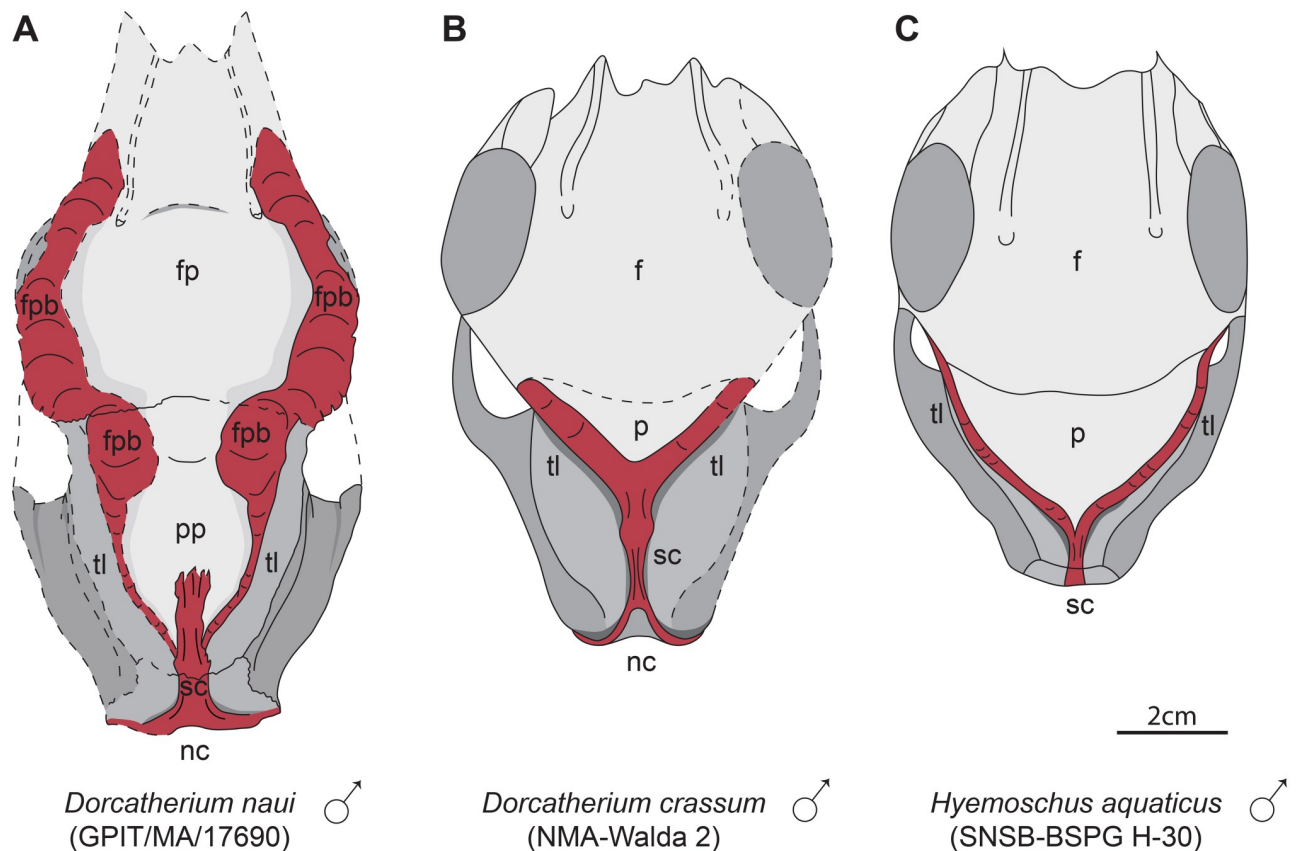 A
B
C
fp
fpb
fpb
fpb
fpb
pp
tl
tl
sc
nc
f
p
tl
tl
sc
nc
f
tl
tl
p
sc
2cm
Dorcatherium naui ♂
(GPIT/MA/17690)
Dorcatherium crassum ♂
(NMA-Walda 2)
Hyemoschus aquaticus ♂
(SNSB-BSPG H-30)